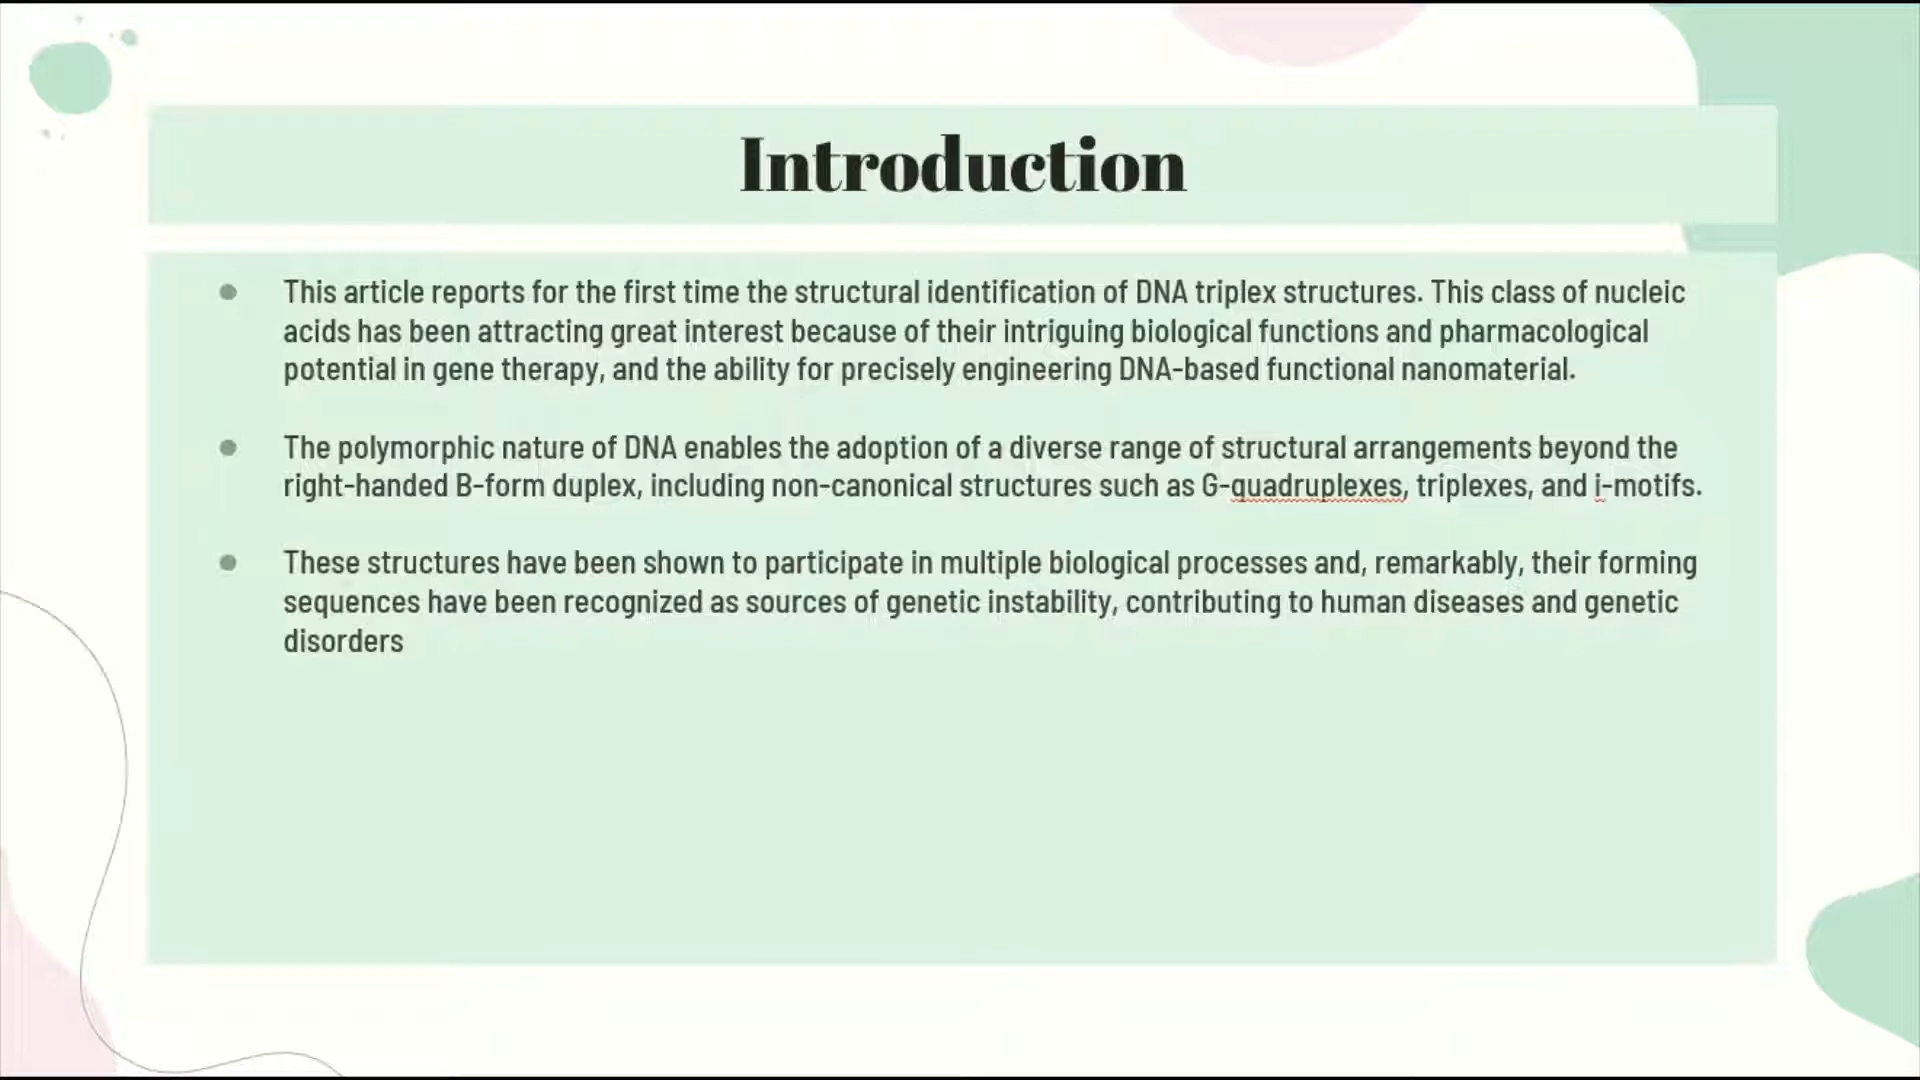 Introduction
This article reports for the first time the structural identification of DNA triplex structures. This class of nucleic
acids has been attracting great interest because of their intriguing biological functions and pharmacological
potential in gene therapy, and the ability for precisely engineering DNA-based functional nanomaterial.
The polymorphic nature of DNA enables the adoption of a diverse range of structural arrangements beyond the
right-handed B-form duplex, including non-canonical structures such as G-quadruplexes, triplexes, and i-motifs.
These structures have been shown to participate in multiple biological processes and, remarkably, their forming
sequences have been recognized as sources of genetic instability, contributing to human diseases and genetic
disorders